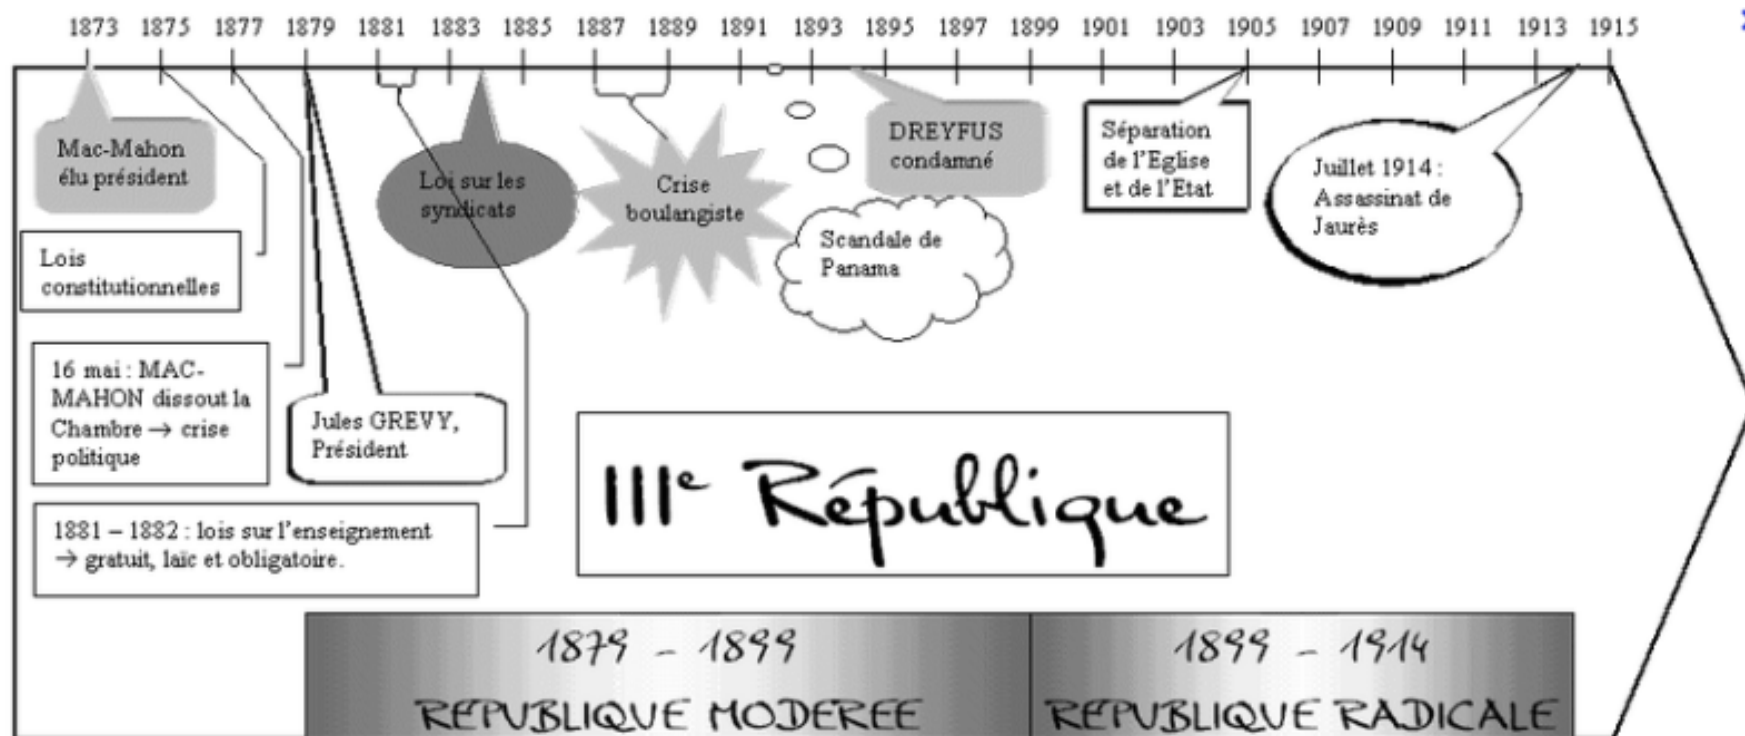 1873 1875 1877 1879 1881 1883 1885 1887 1889 1891 1893 1895 1897 1899 1901 1903 1905 1907 1909 1911 1913 1915
Mac-Mahon
élu président
Lois
constitutionnelles
16 mai : MAC-
MAHON dissout la
Chambre → crise
politique
Jules GREVY,
Président
1881 – 1882 : lois sur l'enseignement
→ gratuit, laïc et obligatoire.
Loi sur les
syndicats
Crise
boulangiste
Scandale de
Panama
DREYFUS
condamné
Séparation
de l'Eglise
et de l'Etat
Juillet 1914 :
Assassinat de
Jaurès
IIIe République
1879 - 1899
REPUBLIQUE MODEREE
1899 - 1914
REPUBLIQUE RADICALE